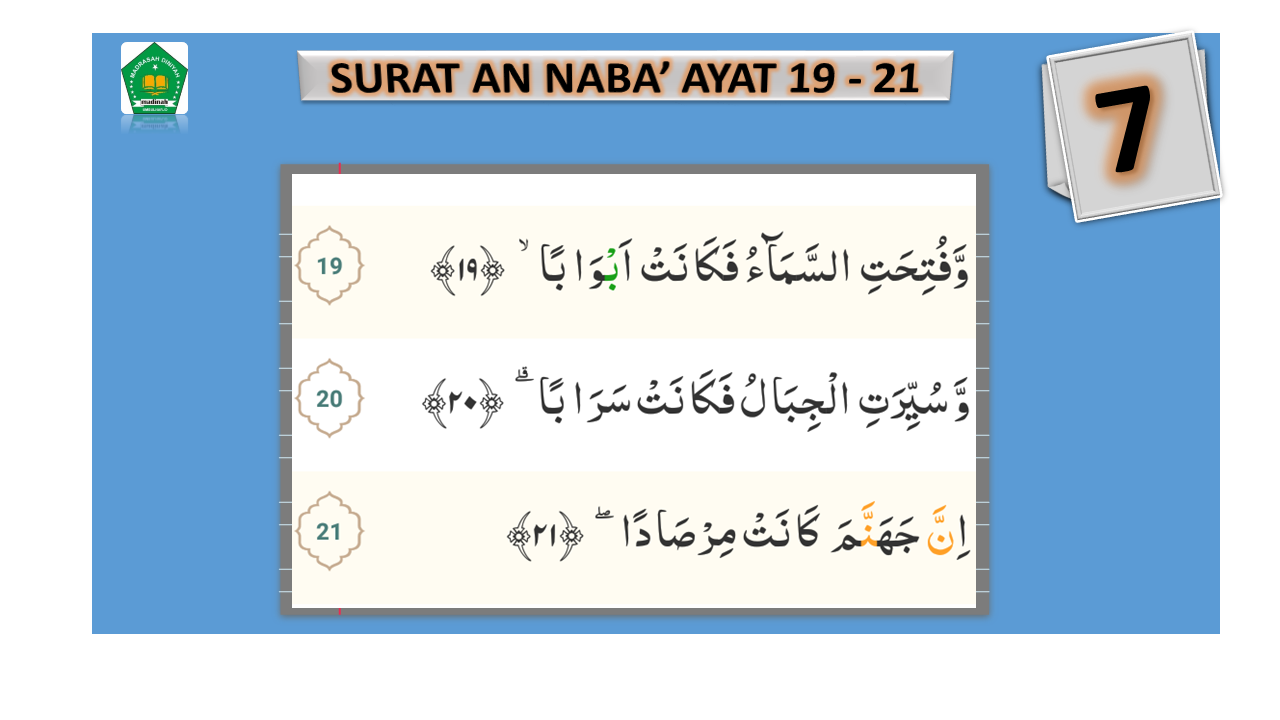 MADRASAH DINIYAH
madinah
SURAT AN NABA’ AYAT 19 - 21
7
19
وَّفُتِحَتِ السَّمَآءُ فَكَانَتْ اَبْوَابًا ۙ ﴿١٩﴾
20
وَّسُيِّرَتِ الْجِبَالُ فَكَانَتْ سَرَابًا ۗ ﴿٢٠﴾
21
اِنَّ جَهَنَّمَ كَانَتْ مِرْصَادًا ۖ ﴿٢١﴾